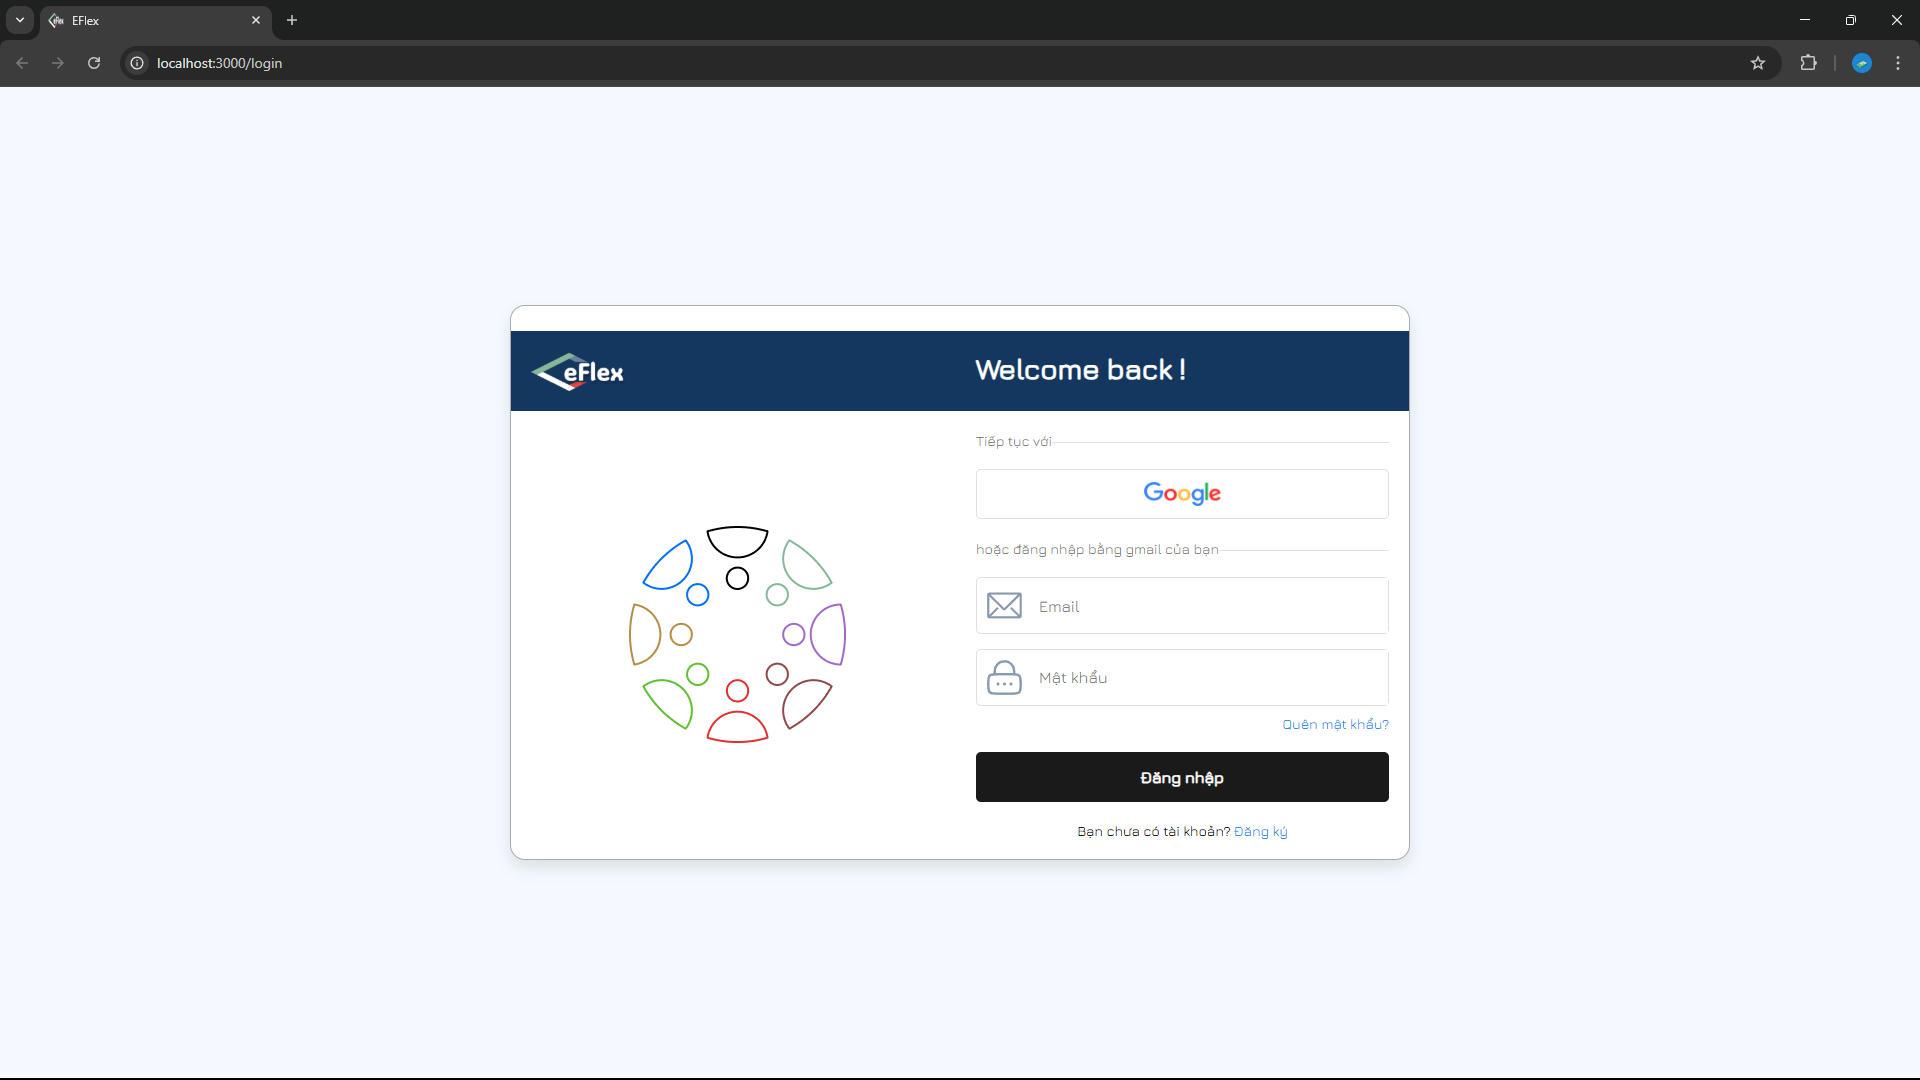 EFlex
localhost:3000/login
eFlex
Welcome back !
Tiếp tục với
Google
hoặc đăng nhập bằng gmail của bạn
Email
Mật khẩu
Quên mật khẩu?
Đăng nhập
Bạn chưa có tài khoản? Đăng ký